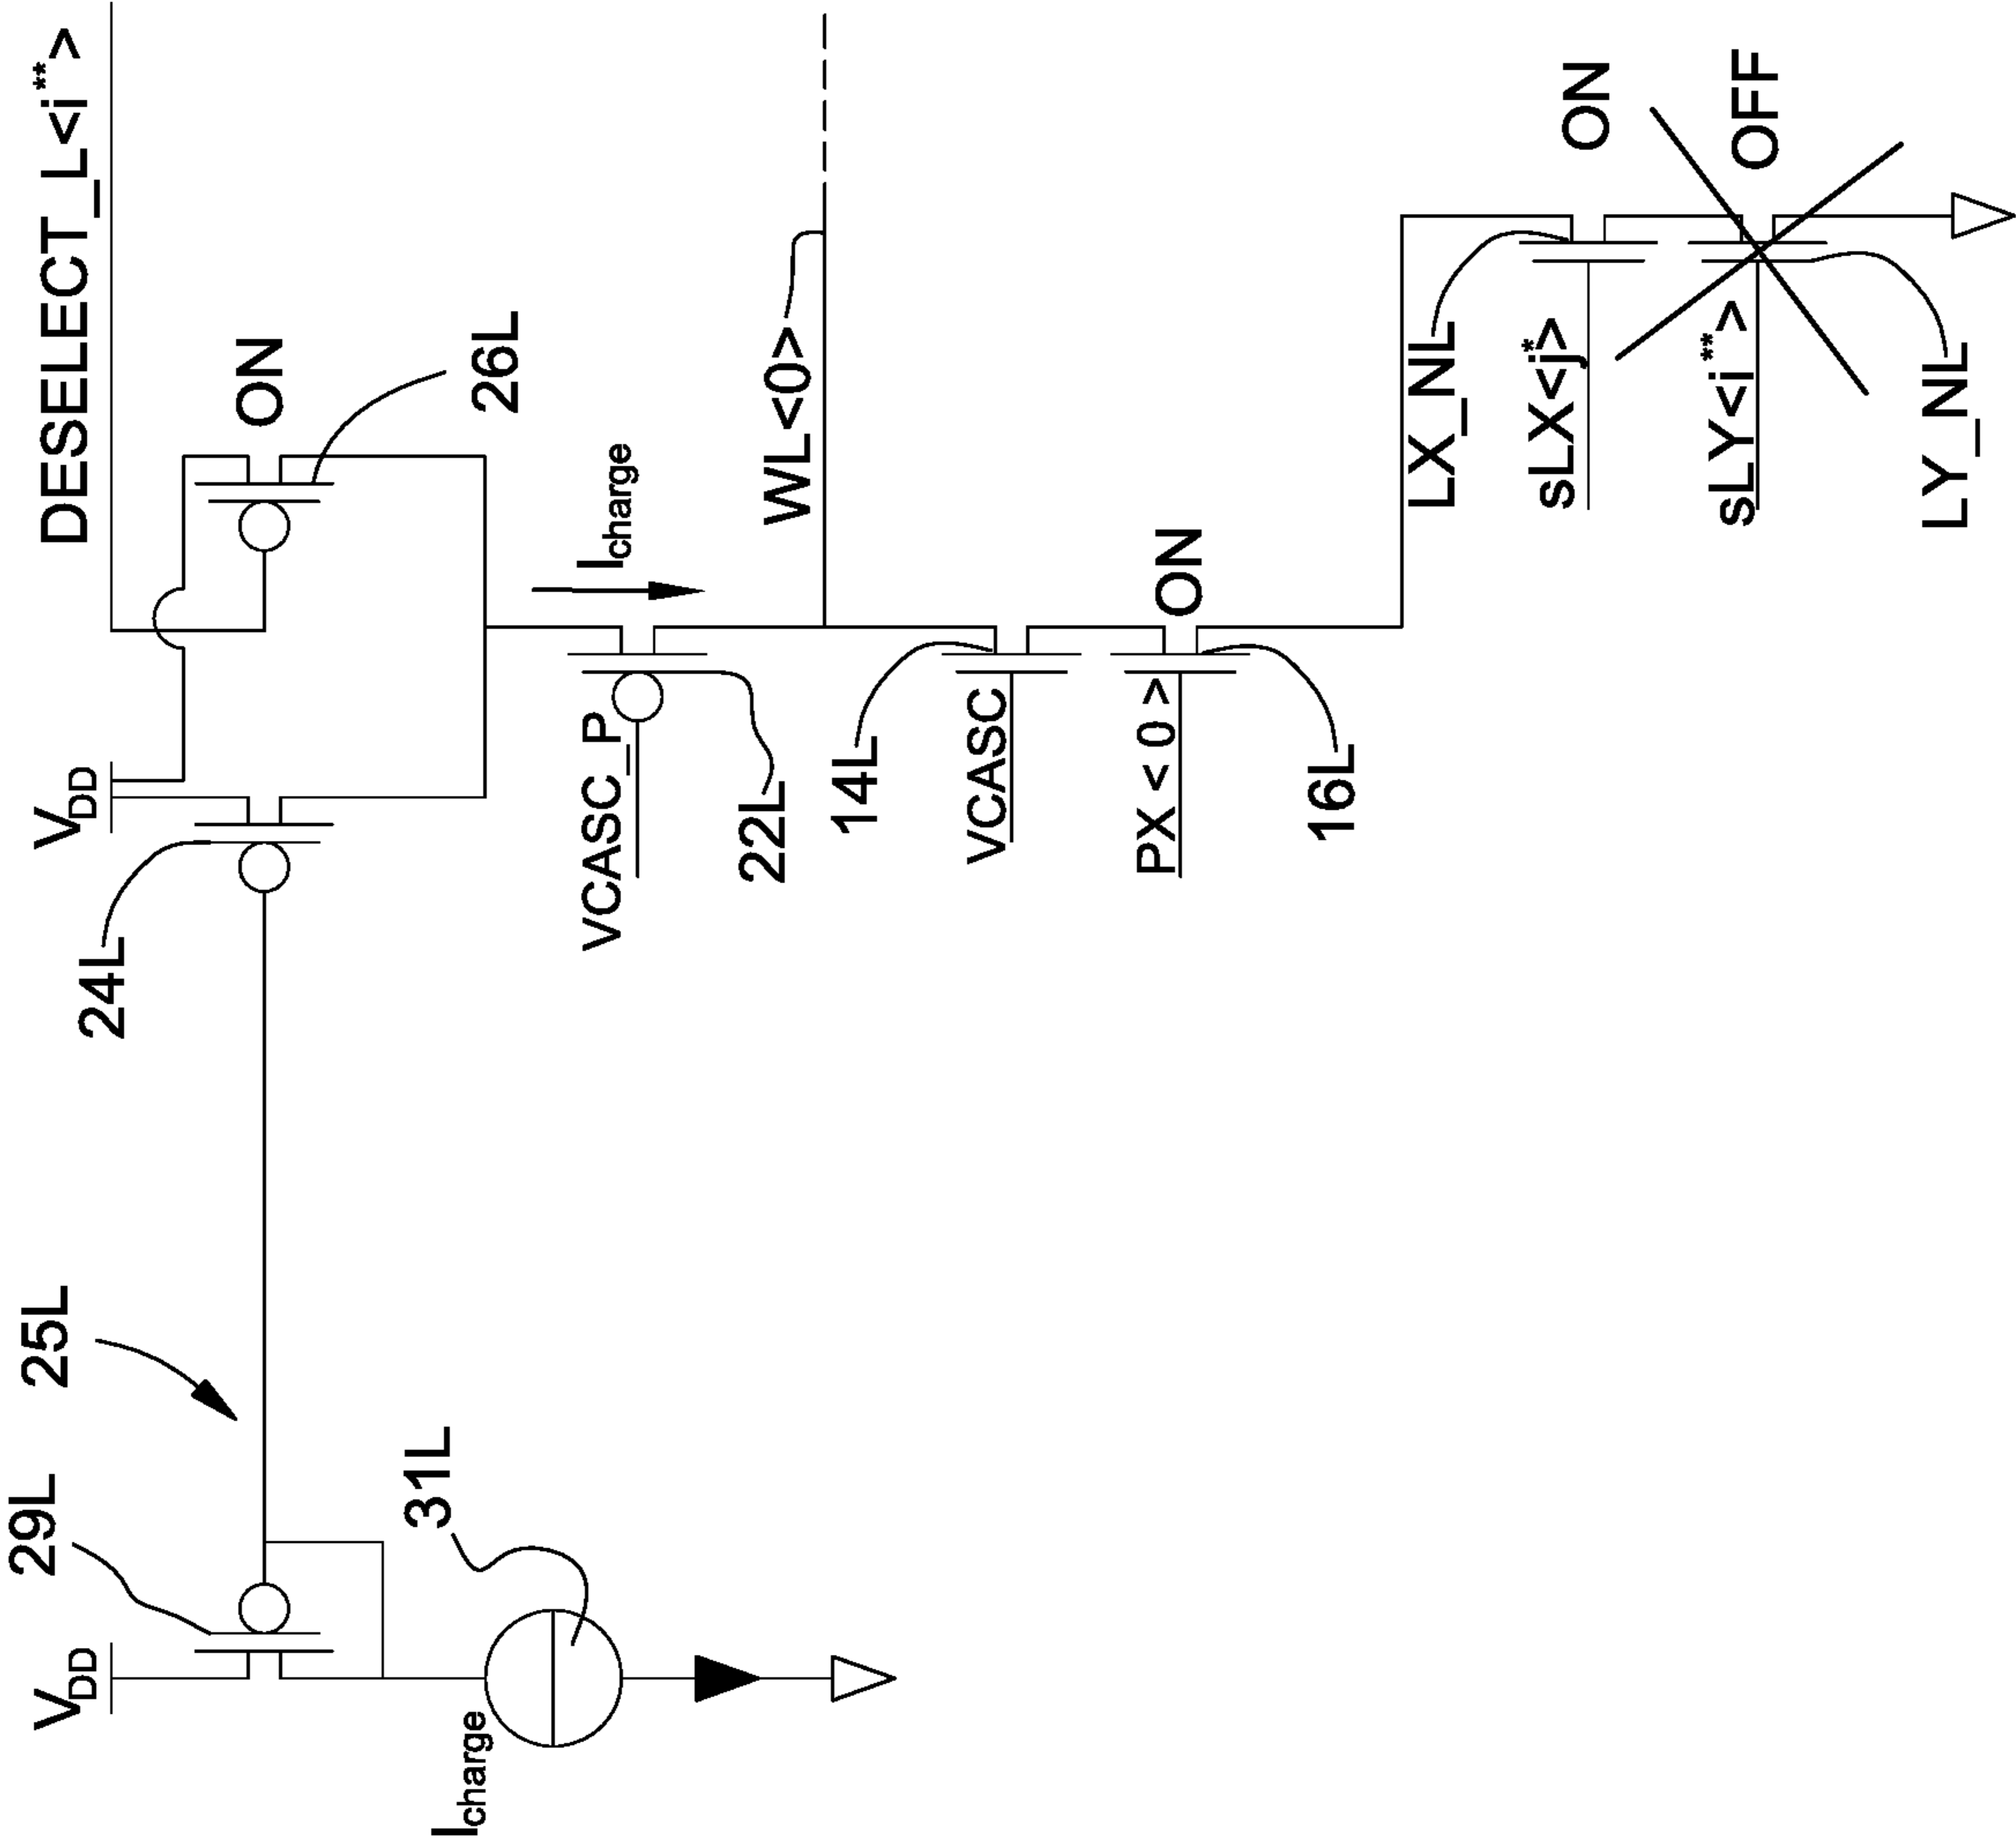 DESELECT_L<i**>
VDD
24L
ON
26L
25L
29L
VDD
31L
Icharge
Icharge
VCASC_P
22L
WL<0>
14L
VCASC
PX < 0 >
ON
16L
LX_NL
sLX<j*>
ON
sLY<i**>
OFF
LY_NL